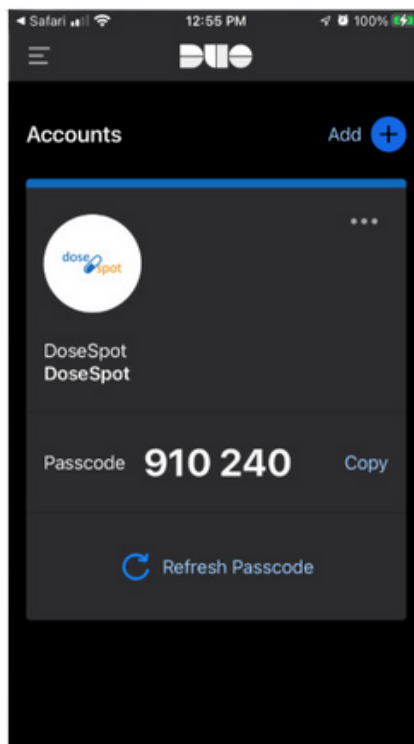 Safari 12:55 PM 100%
DUO
Accounts Add
dose spot
DoseSpot
DoseSpot
Passcode 910 240 Copy
Refresh Passcode